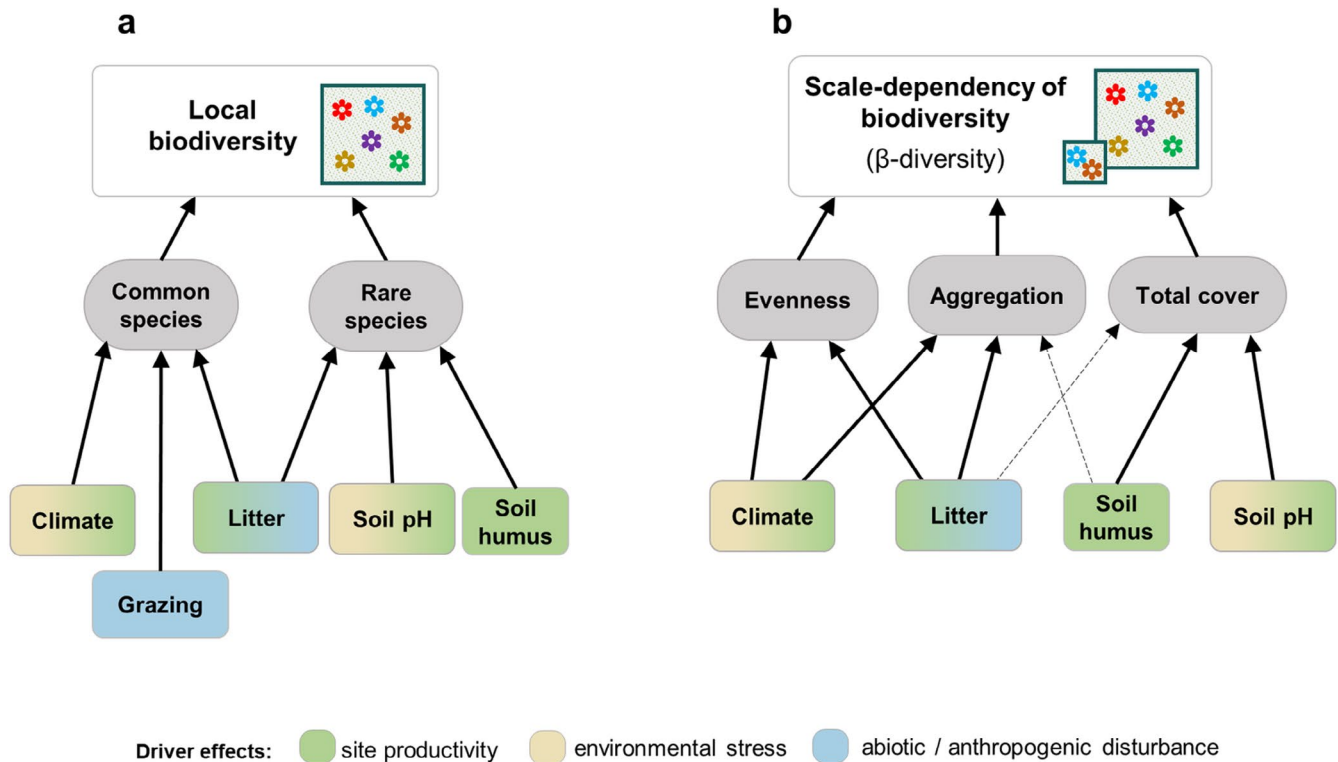 a
Local
biodiversity
Common
species
Rare
species
Climate
Litter
Soil pH
Soil
humus
Grazing
b
Scale-dependency of
biodiversity
(β-diversity)
Evenness
Aggregation
Total cover
Climate
Litter
Soil
humus
Soil pH
Driver effects: site productivity environmental stress abiotic / anthropogenic disturbance